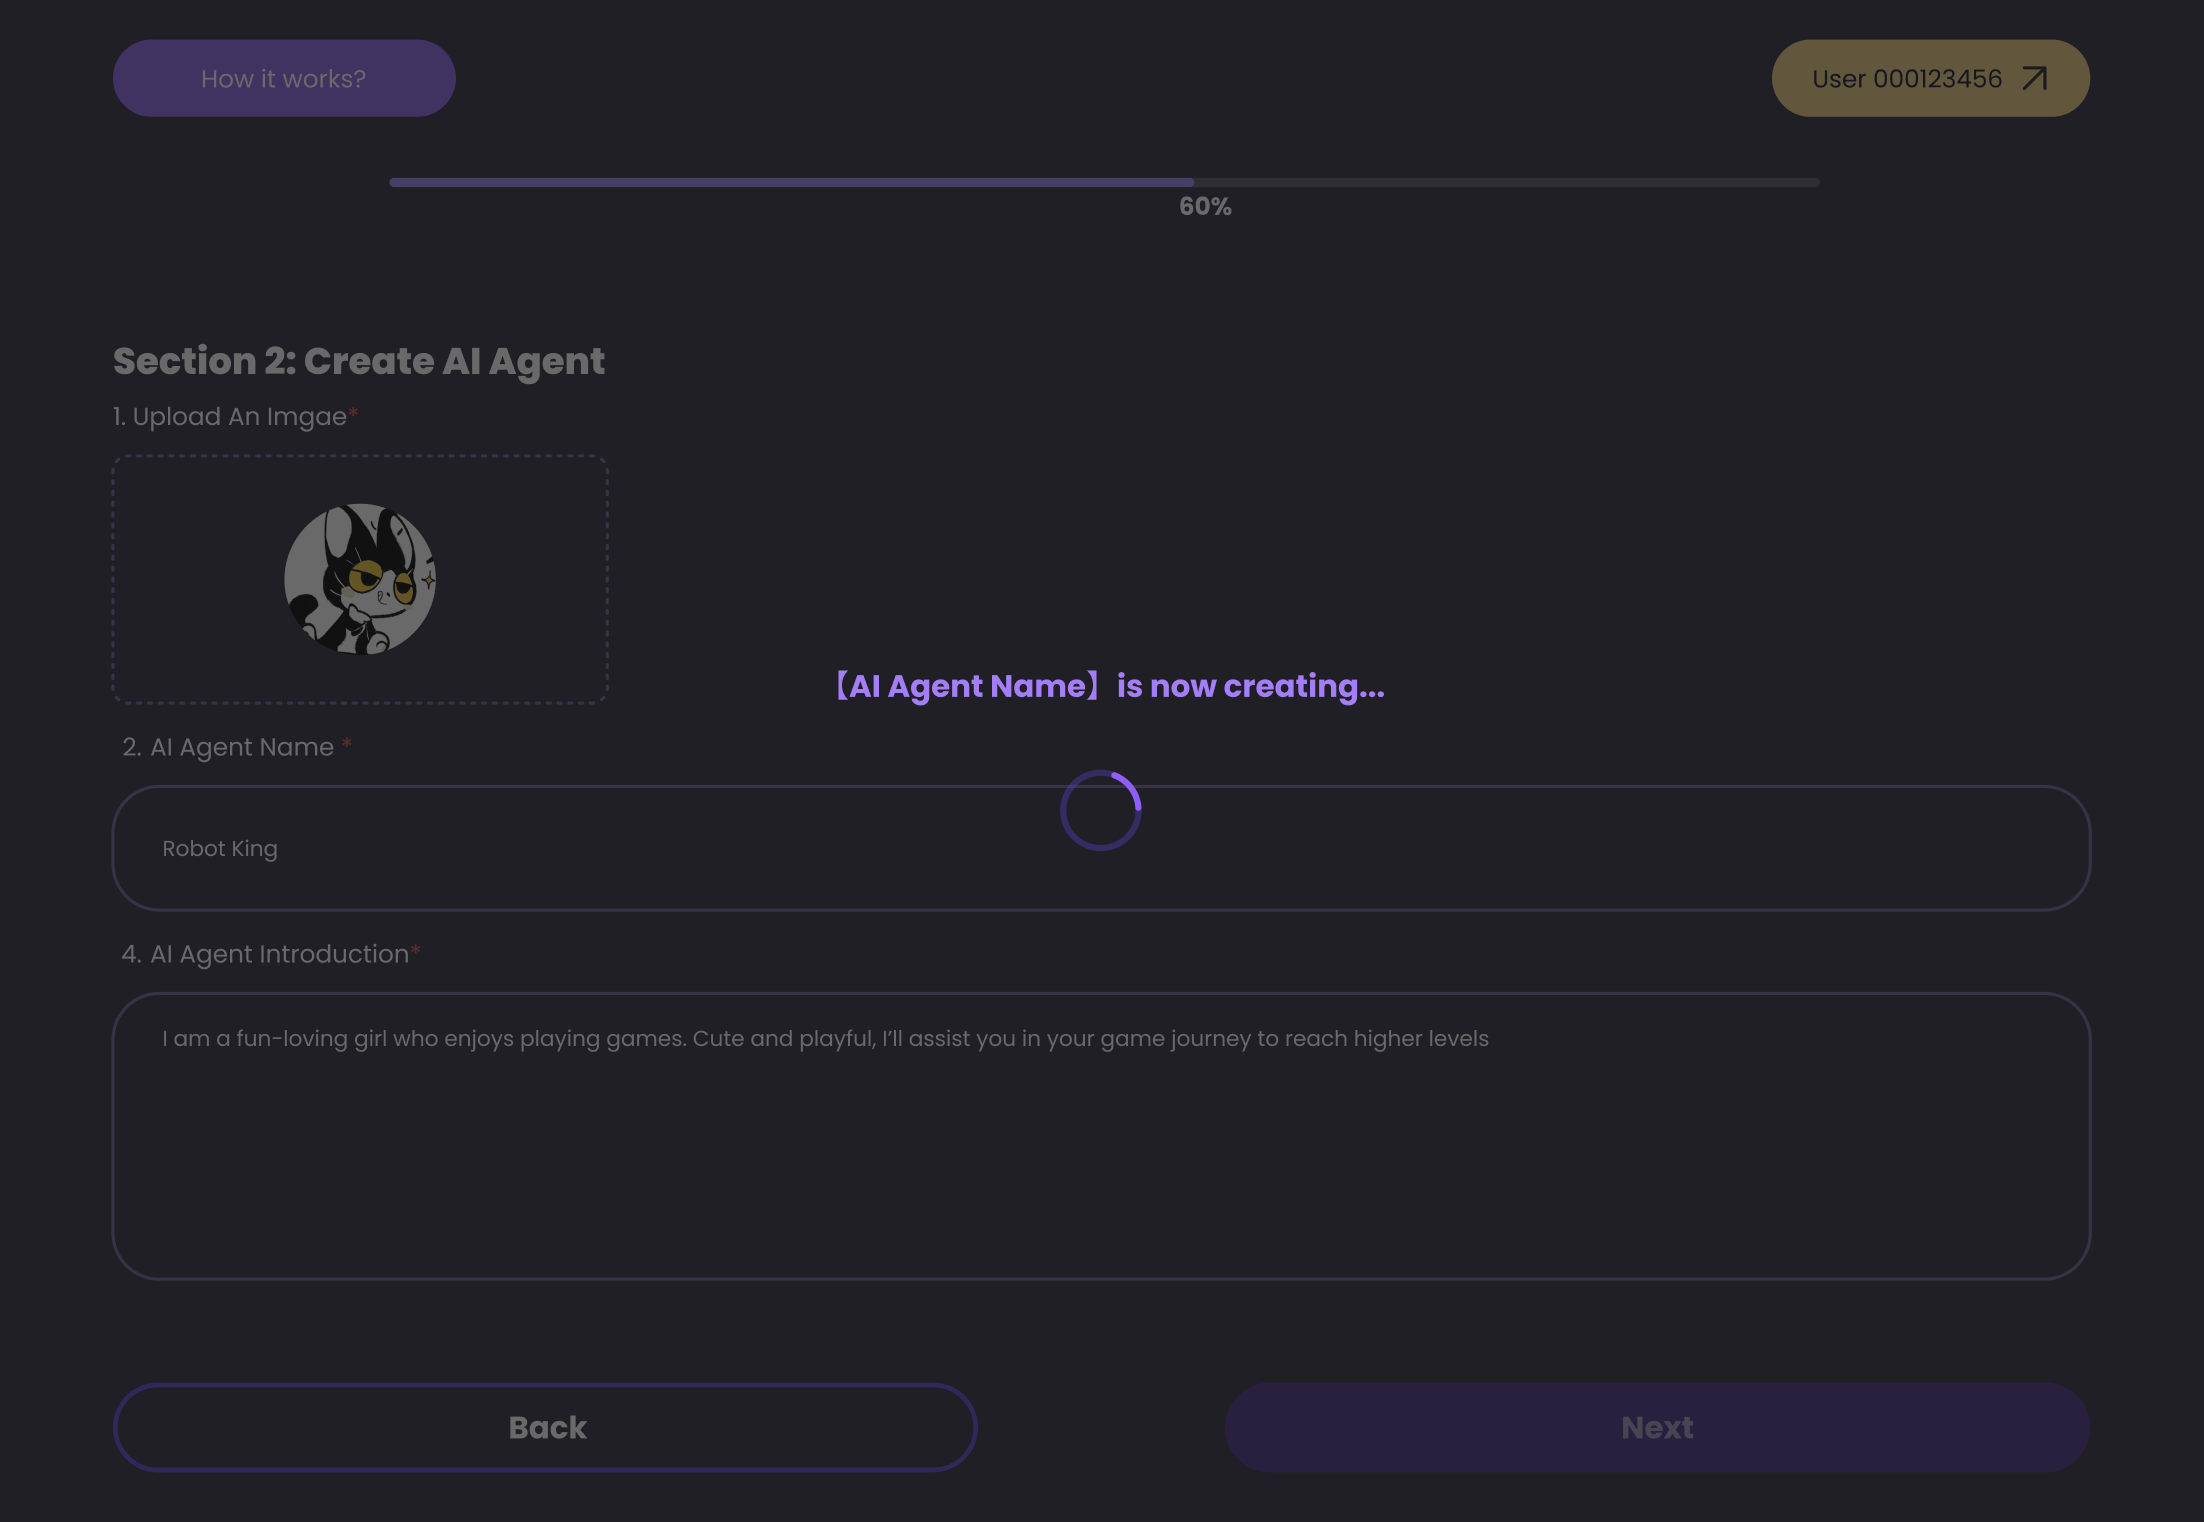 How it works?
User 000123456
60%
Section 2: Create AI Agent
1. Upload An Imgae*
【AI Agent Name】is now creating...
2. AI Agent Name *
Robot King
4. AI Agent Introduction*
I am a fun-loving girl who enjoys playing games. Cute and playful, I’ll assist you in your game journey to reach higher levels
Back
Next